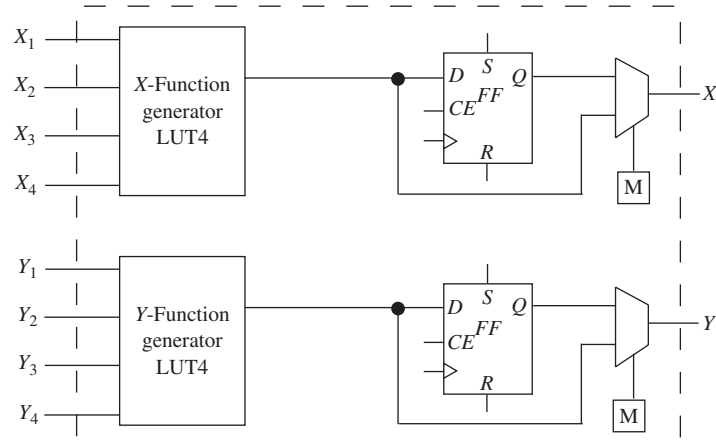 X1
X2
X3
X4
X-Function
generator
LUT4
D
S
Q
CE
FF
R
M
X
Y1
Y2
Y3
Y4
Y-Function
generator
LUT4
D
S
Q
CE
FF
R
M
Y